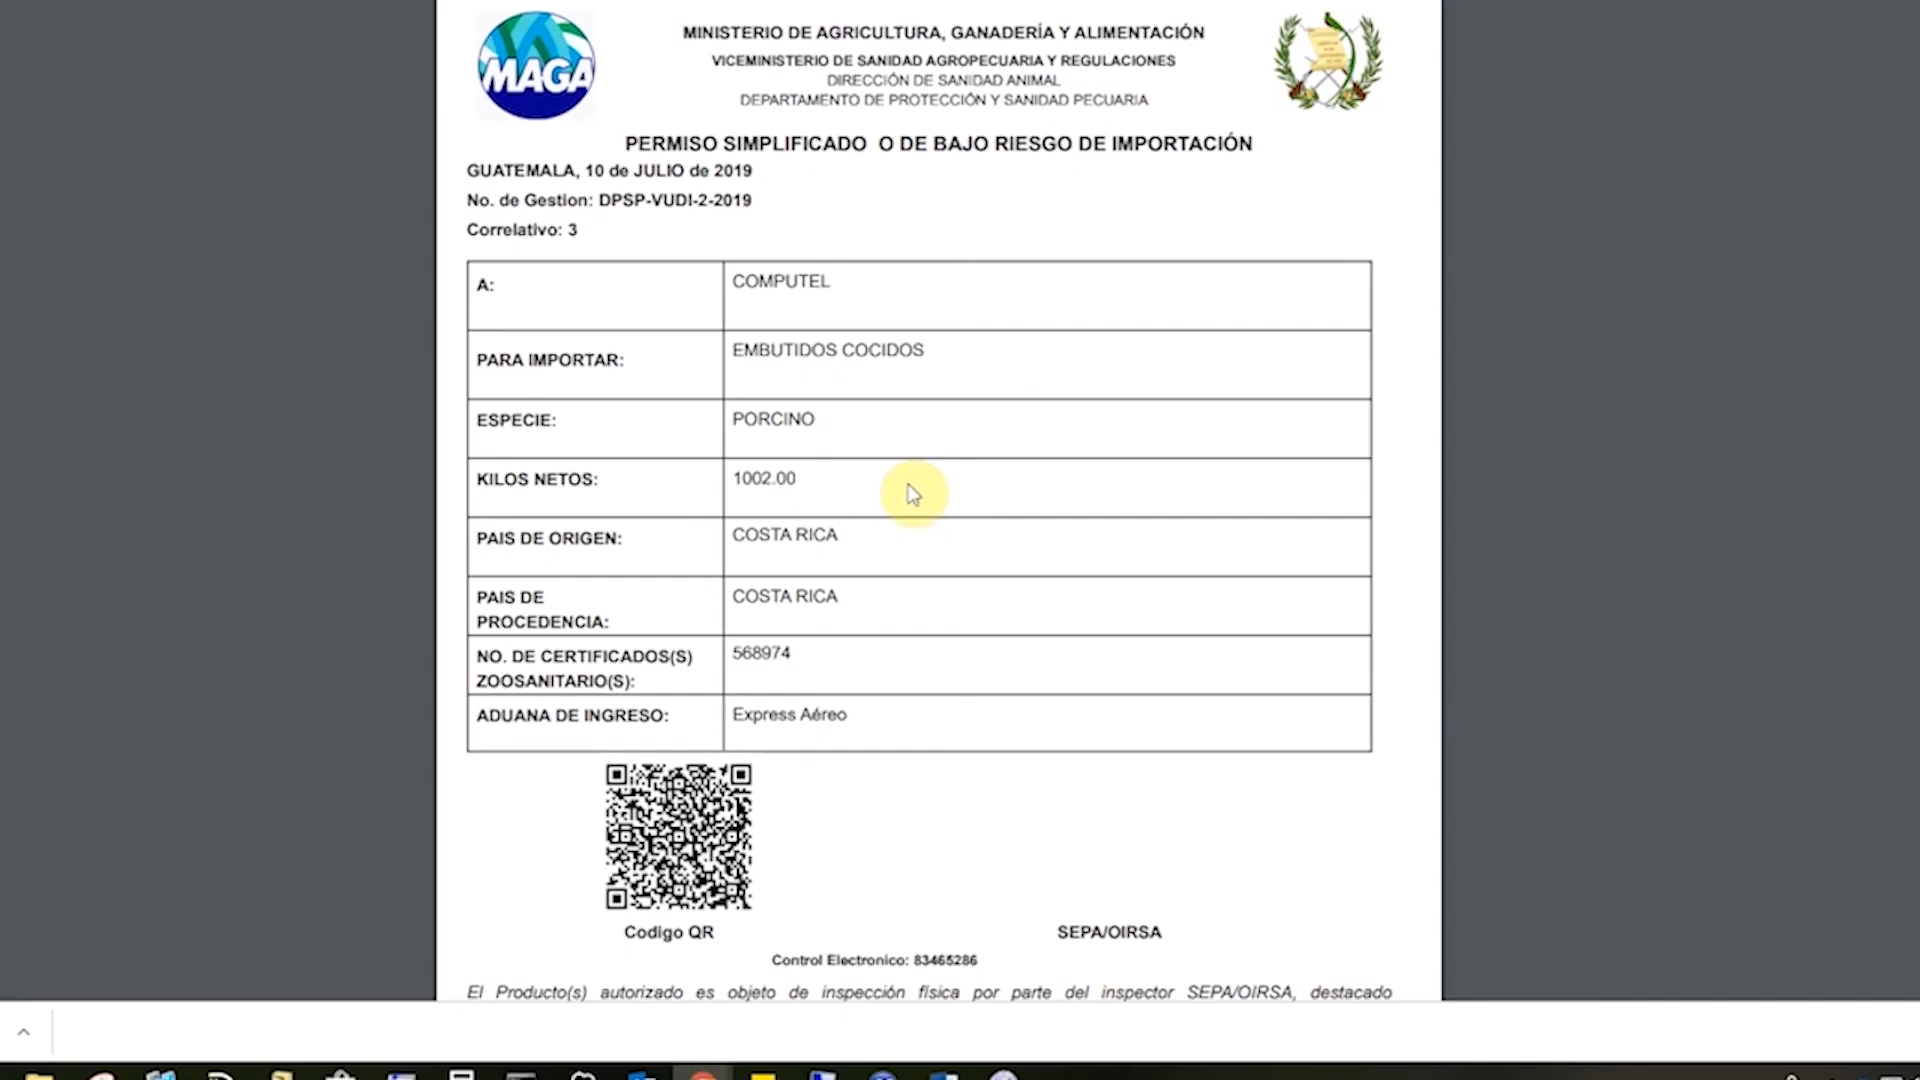 MAGA
MINISTERIO DE AGRICULTURA, GANADERÍA Y ALIMENTACIÓN
VICEMINISTERIO DE SANIDAD AGROPECUARIA Y REGULACIONES
DIRECCIÓN DE SANIDAD ANIMAL
DEPARTAMENTO DE PROTECCIÓN Y SANIDAD PECUARIA
PERMISO SIMPLIFICADO O DE BAJO RIESGO DE IMPORTACIÓN
GUATEMALA, 10 de JULIO de 2019
No. de Gestion: DPSP-VUDI-2-2019
Correlativo: 3
A: COMPUTEL
PARA IMPORTAR: EMBUTIDOS COCIDOS
ESPECIE: PORCINO
KILOS NETOS: 1002.00
PAIS DE ORIGEN: COSTA RICA
PAIS DE PROCEDENCIA: COSTA RICA
NO. DE CERTIFICADOS(S) ZOOSANITARIO(S): 568974
ADUANA DE INGRESO: Express Aéreo
Codigo QR SEPA/OIRSA
Control Electronico: 83465286
El Producto(s) autorizado es objeto de inspección física por parte del inspector SEPA/OIRSA, destacado